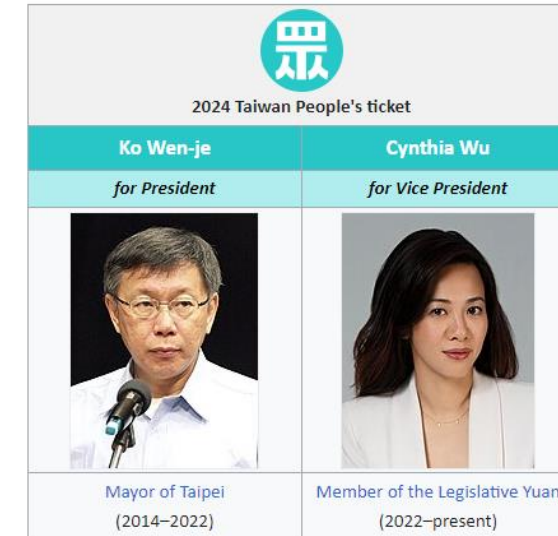 眾
2024 Taiwan People's ticket
Ko Wen-je
Cynthia Wu
for President
for Vice President
Mayor of Taipei
Member of the Legislative Yuan
(2014–2022)
(2022–present)